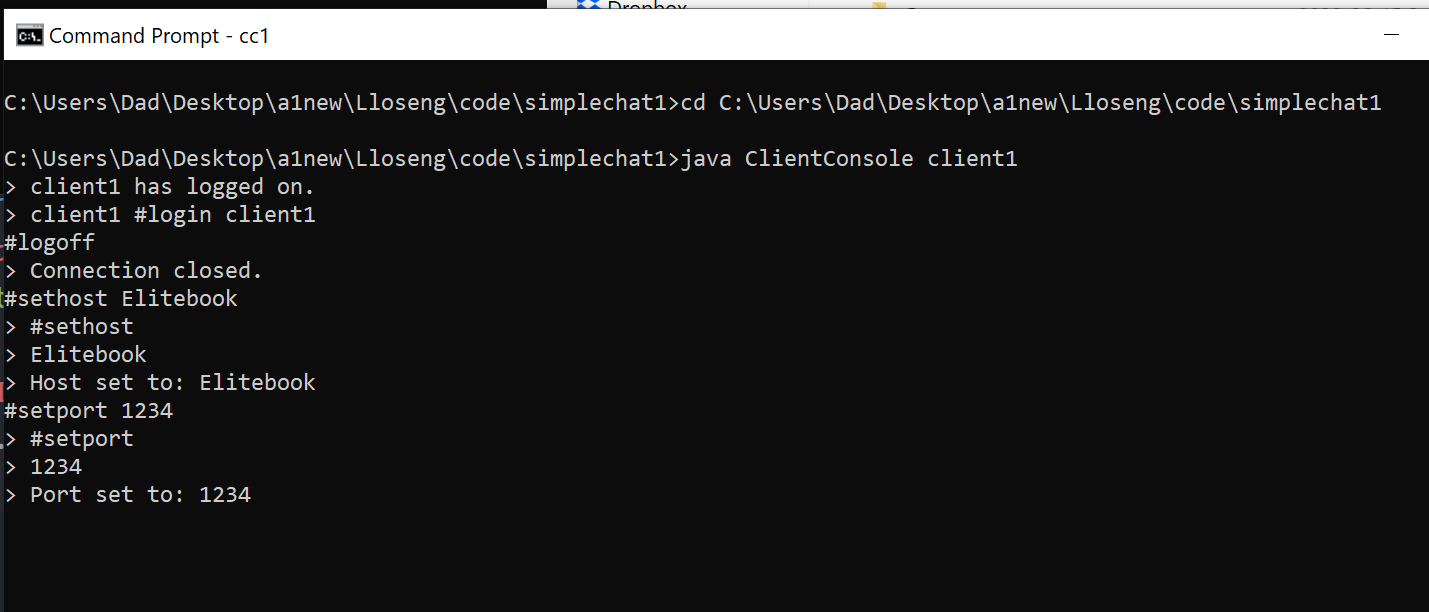 Dropbox
Command Prompt - cc1
C:\Users\Dad\Desktop\a1new\Lloseng\code\simplechat1>cd C:\Users\Dad\Desktop\a1new\Lloseng\code\simplechat1
C:\Users\Dad\Desktop\a1new\Lloseng\code\simplechat1>java ClientConsole client1
> client1 has logged on.
> client1 #login client1
#logoff
> Connection closed.
#sethost Elitebook
> #sethost
> Elitebook
> Host set to: Elitebook
#setport 1234
> #setport
> 1234
> Port set to: 1234